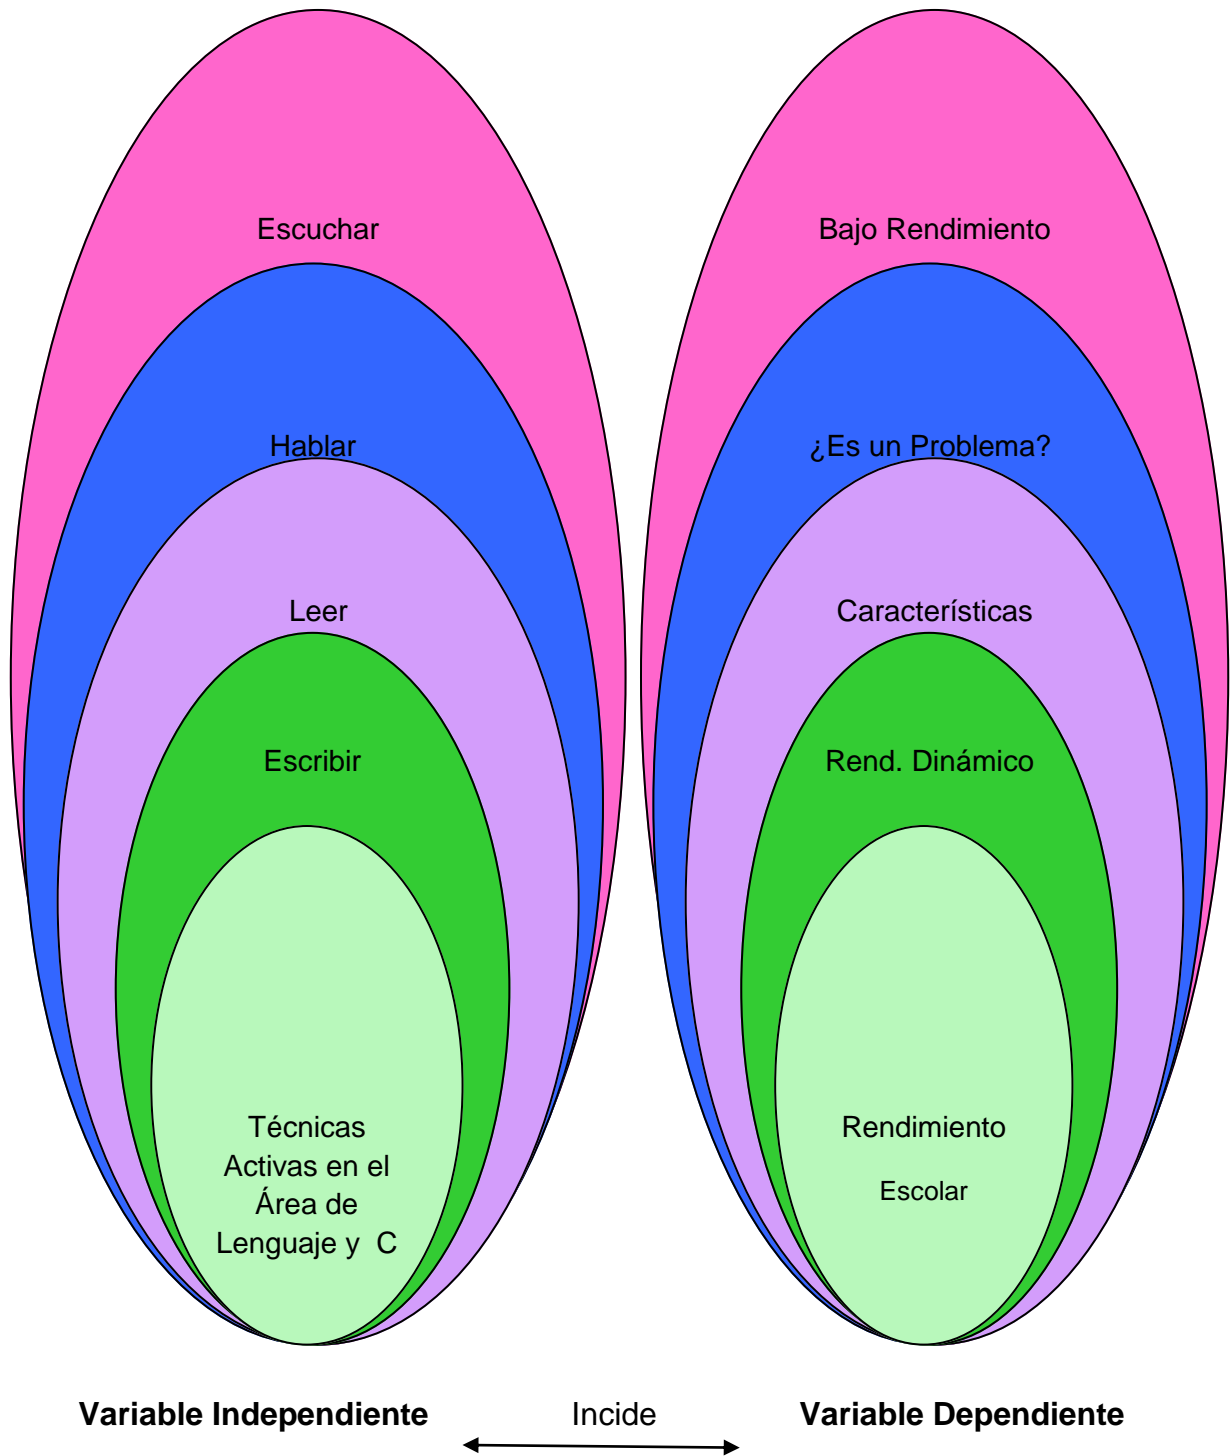 Escuchar
Hablar
Leer
Escribir
Técnicas
Activas en el
Área de
Lenguaje y C
Bajo Rendimiento
¿Es un Problema?
Características
Rend. Dinámico
Rendimiento
Escolar
Variable Independiente
Incide
Variable Dependiente